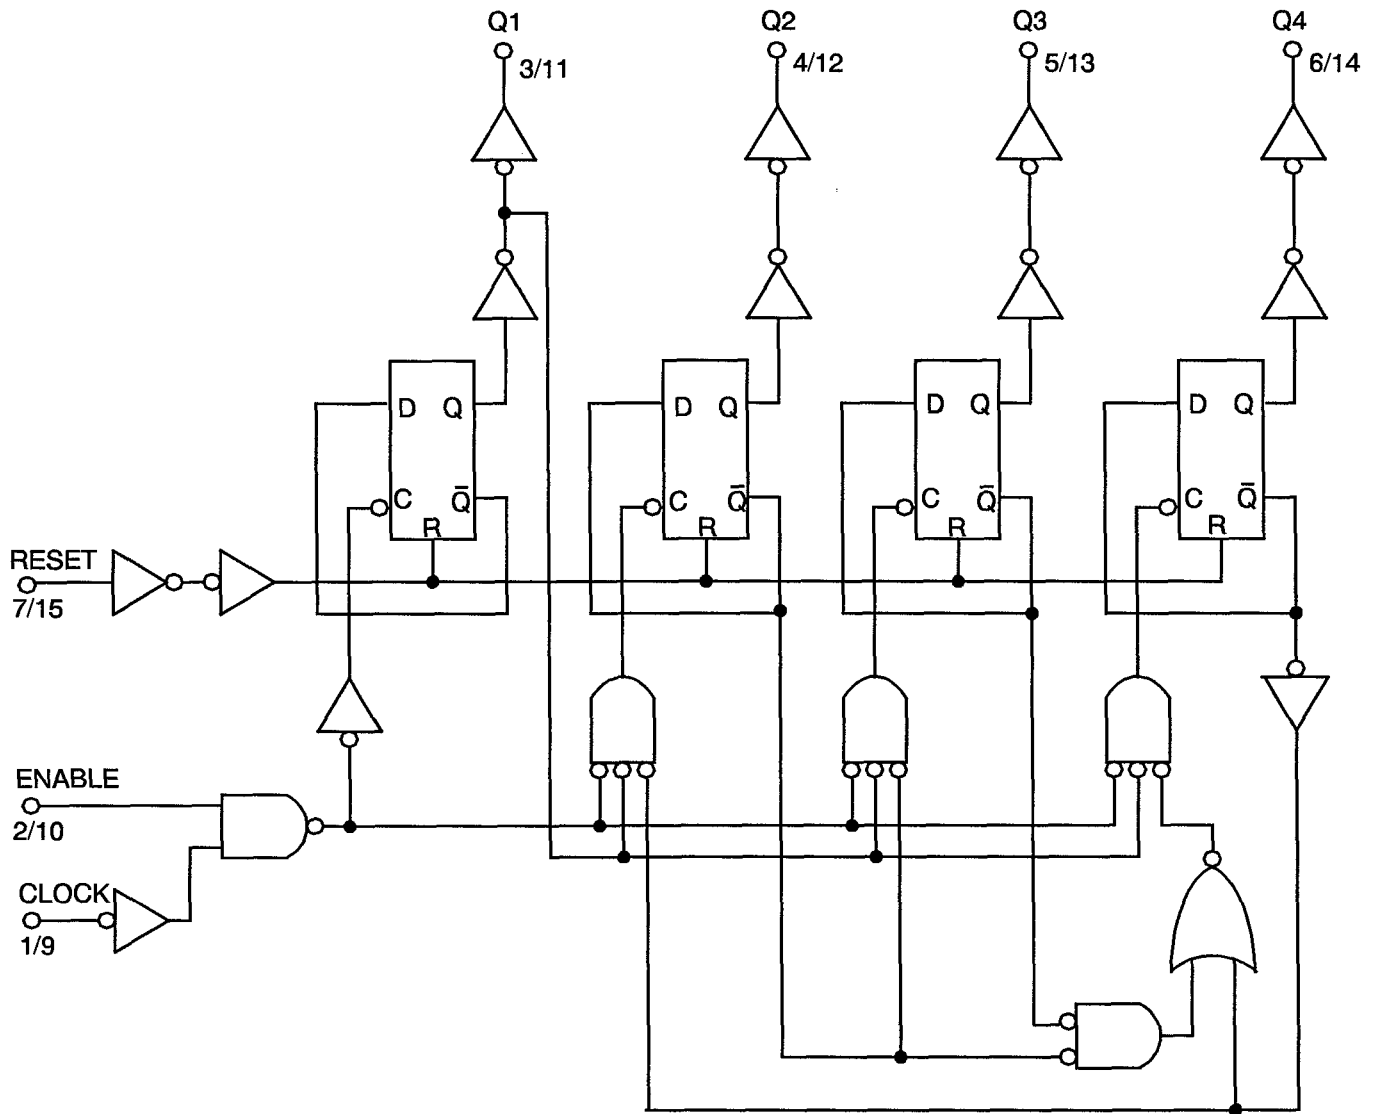 Q1 Q2 Q3 Q4
3/11 4/12 5/13 6/14
D Q D Q D Q D Q
C Q̄ C Q̄ C Q̄ C Q̄
R R R R
RESET
7/15
ENABLE
2/10
CLOCK
1/9